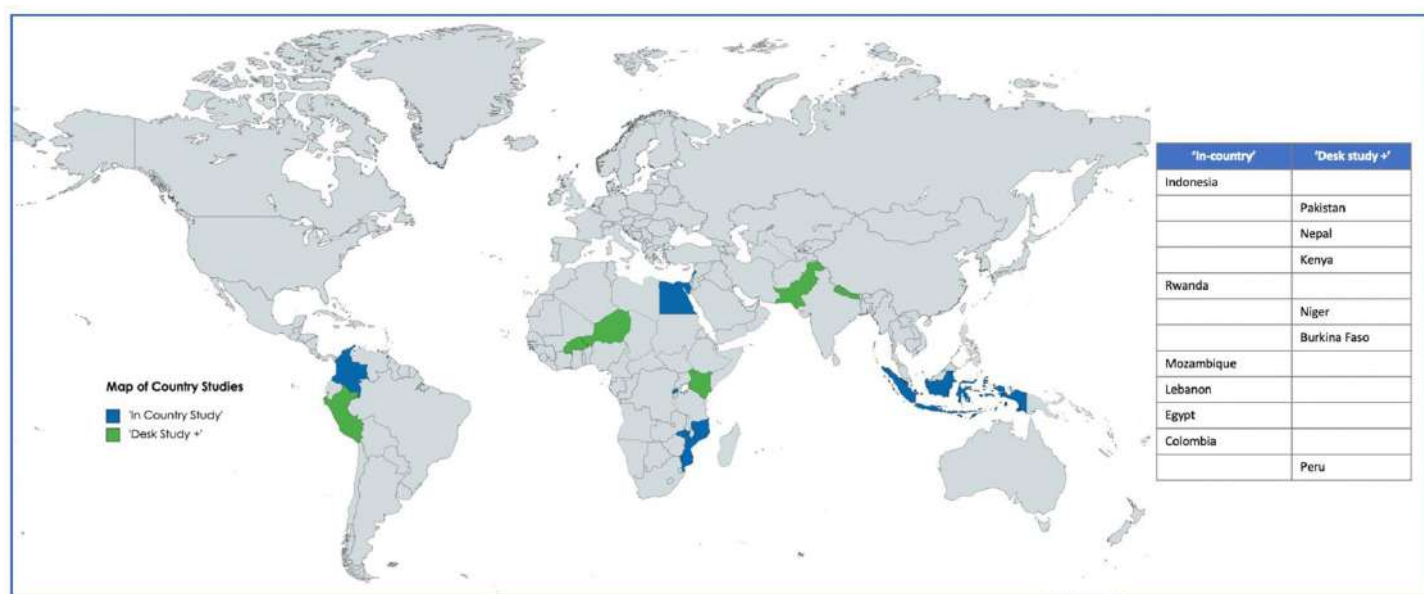 Map of Country Studies
'In Country Study'
'Desk Study +'
'In-country' 'Desk study +'
Indonesia
Pakistan
Nepal
Kenya
Rwanda
Niger
Burkina Faso
Mozambique
Lebanon
Egypt
Colombia
Peru